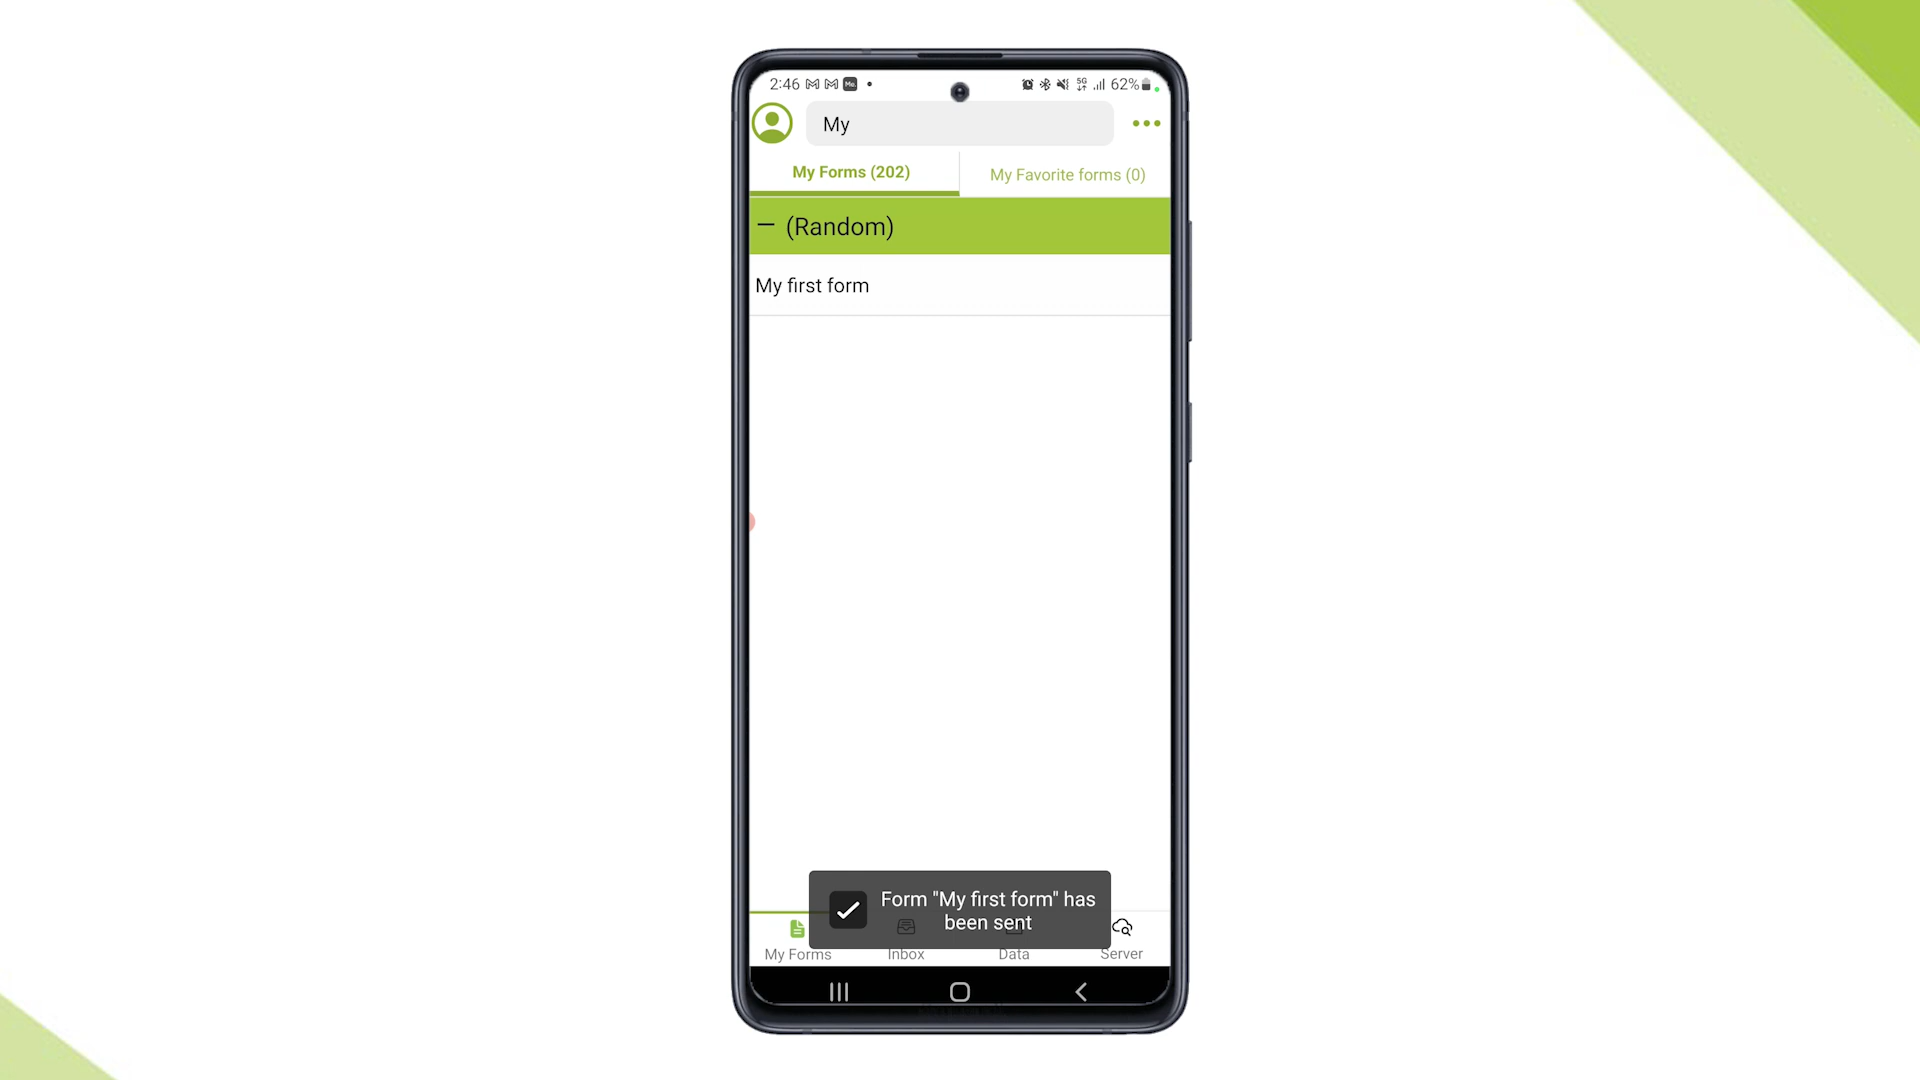 2:46
5G
62%
My
My Forms (202)
My Favorite forms (0)
(Random)
My first form
Form "My first form" has
been sent
My Forms
Inbox
Data
Server